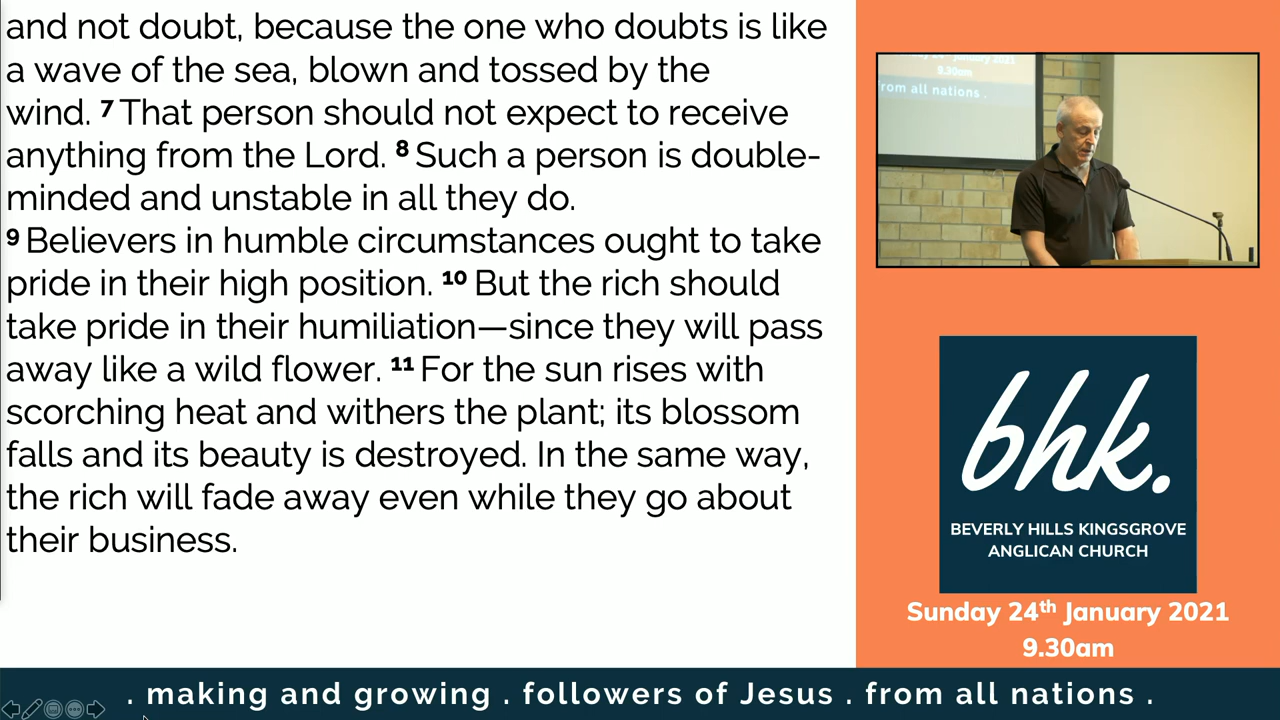 and not doubt, because the one who doubts is like
a wave of the sea, blown and tossed by the
wind. ⁷ That person should not expect to receive
anything from the Lord. ⁸ Such a person is double-
minded and unstable in all they do.
⁹ Believers in humble circumstances ought to take
pride in their high position. ¹⁰ But the rich should
take pride in their humiliation—since they will pass
away like a wild flower. ¹¹ For the sun rises with
scorching heat and withers the plant; its blossom
falls and its beauty is destroyed. In the same way,
the rich will fade away even while they go about
their business.
January 2021
9.30am
from all nations .
bhk.
BEVERLY HILLS KINGSGROVE
ANGLICAN CHURCH
Sunday 24th January 2021
9.30am
. making and growing . followers of Jesus . from all nations .